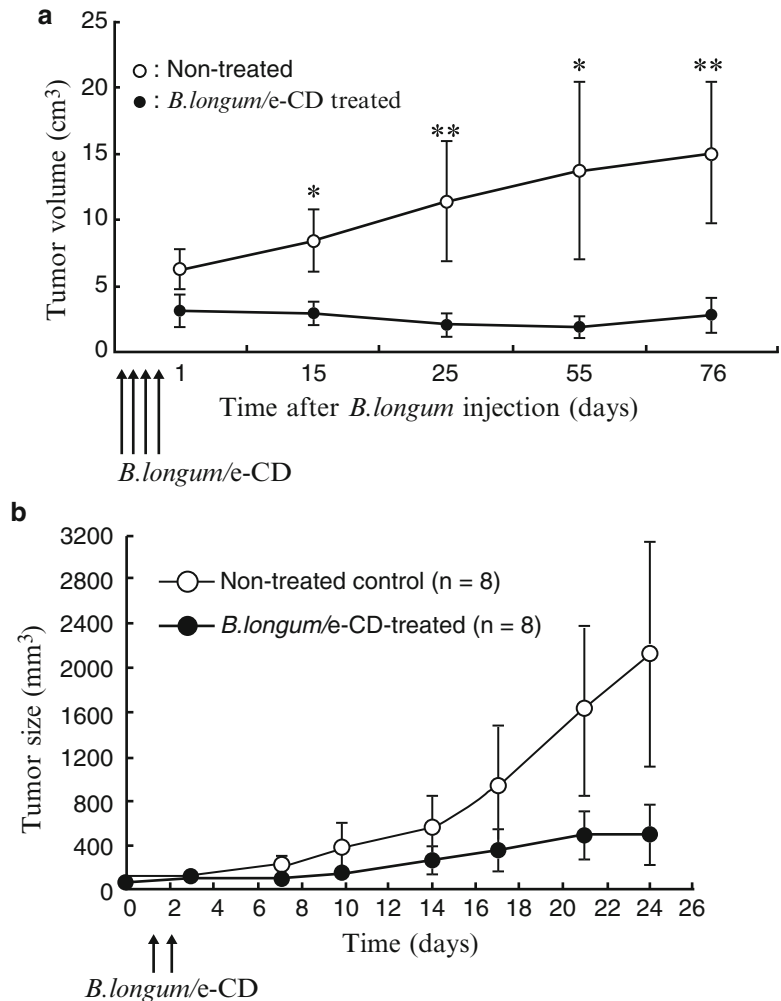 a
25
20
15
10
5
0
Tumor volume (cm³)
○ : Non-treated
● : B.longum/e-CD treated
*
**
*
**
1 15 25 55 76
Time after B.longum injection (days)
B.longum/e-CD
b
3200
2800
2400
2000
1600
1200
800
400
0
Tumor size (mm³)
Non-treated control (n = 8)
B.longum/e-CD-treated (n = 8)
0 2 4 6 8 10 12 14 16 18 20 22 24 26
Time (days)
B.longum/e-CD